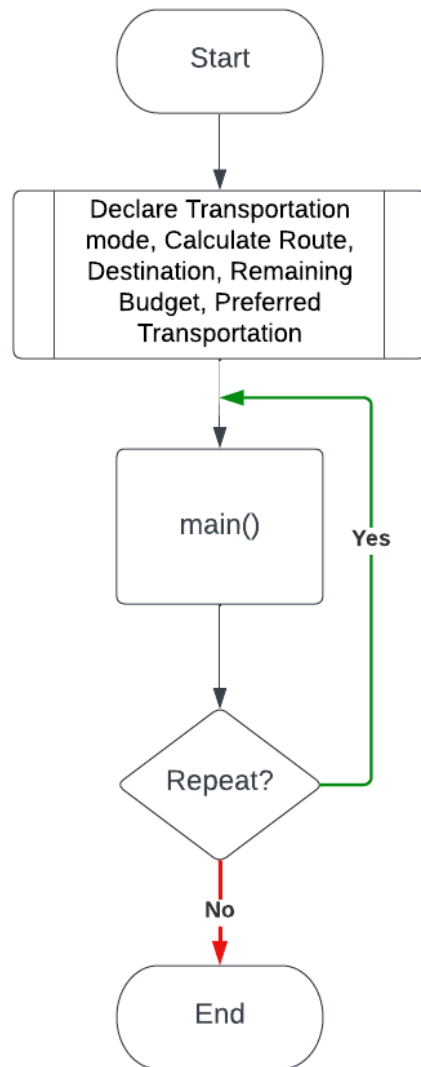 Start
Declare Transportation
mode, Calculate Route,
Destination, Remaining
Budget, Preferred
Transportation
main()
Yes
Repeat?
No
End